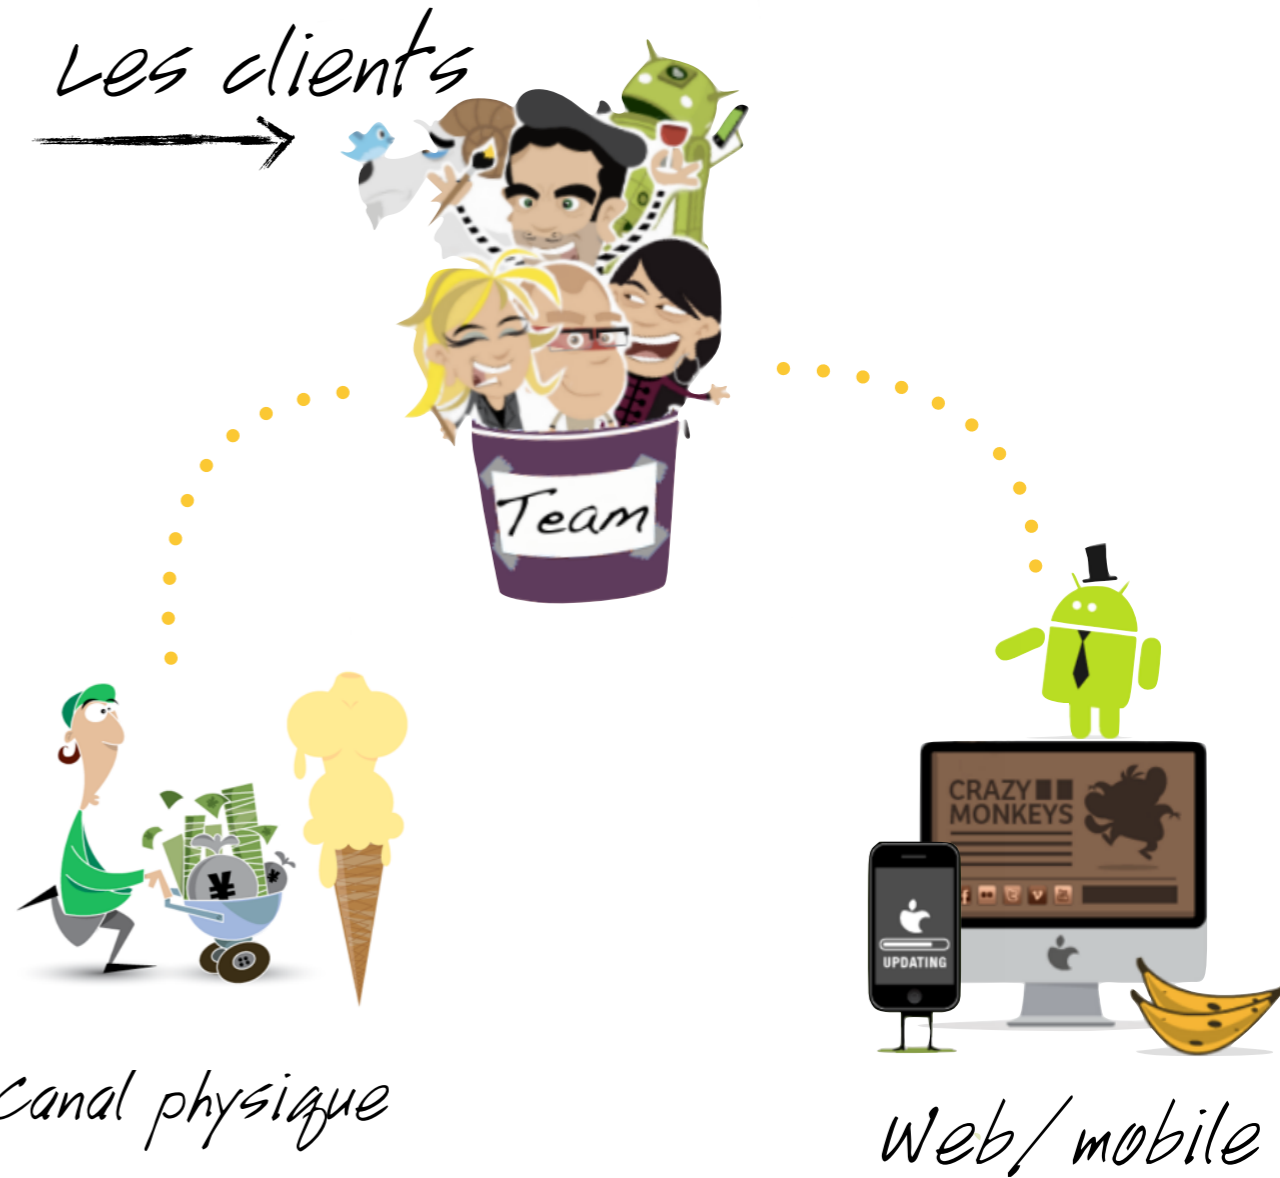 Les clients
Team
CRAZY
MONKEYS
UPDATING
¥
¥
Canal physique
Web/mobile